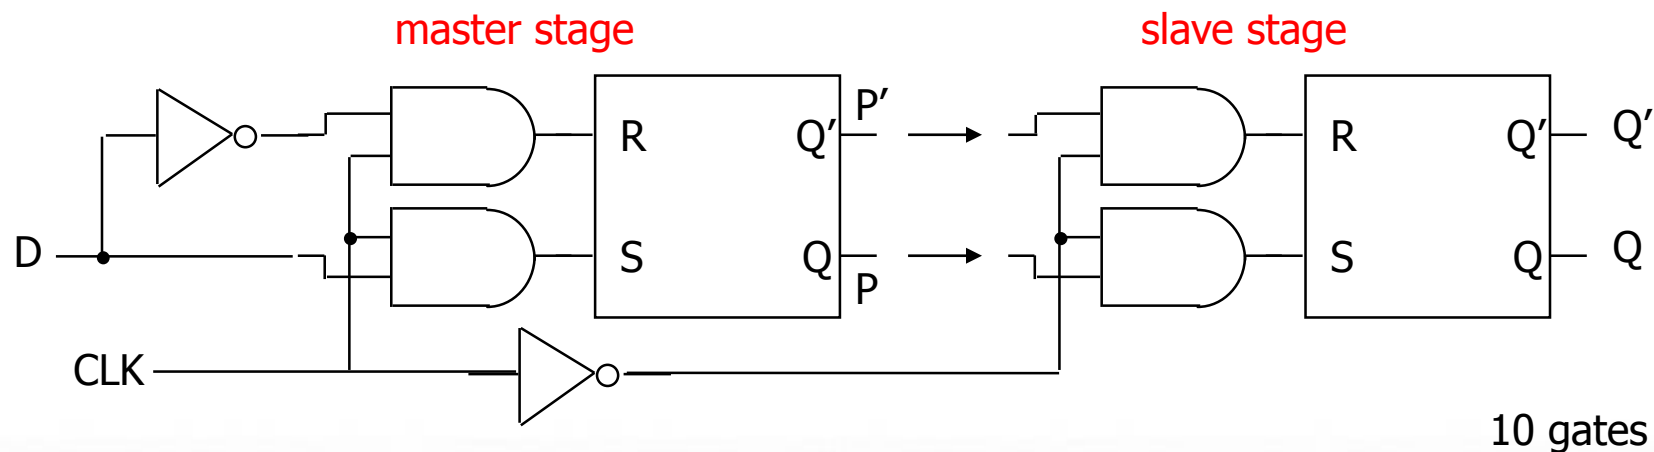 master stage
slave stage
P’
R
Q’
R
Q’
Q’
D
S
Q
S
Q
Q
P
CLK
10 gates